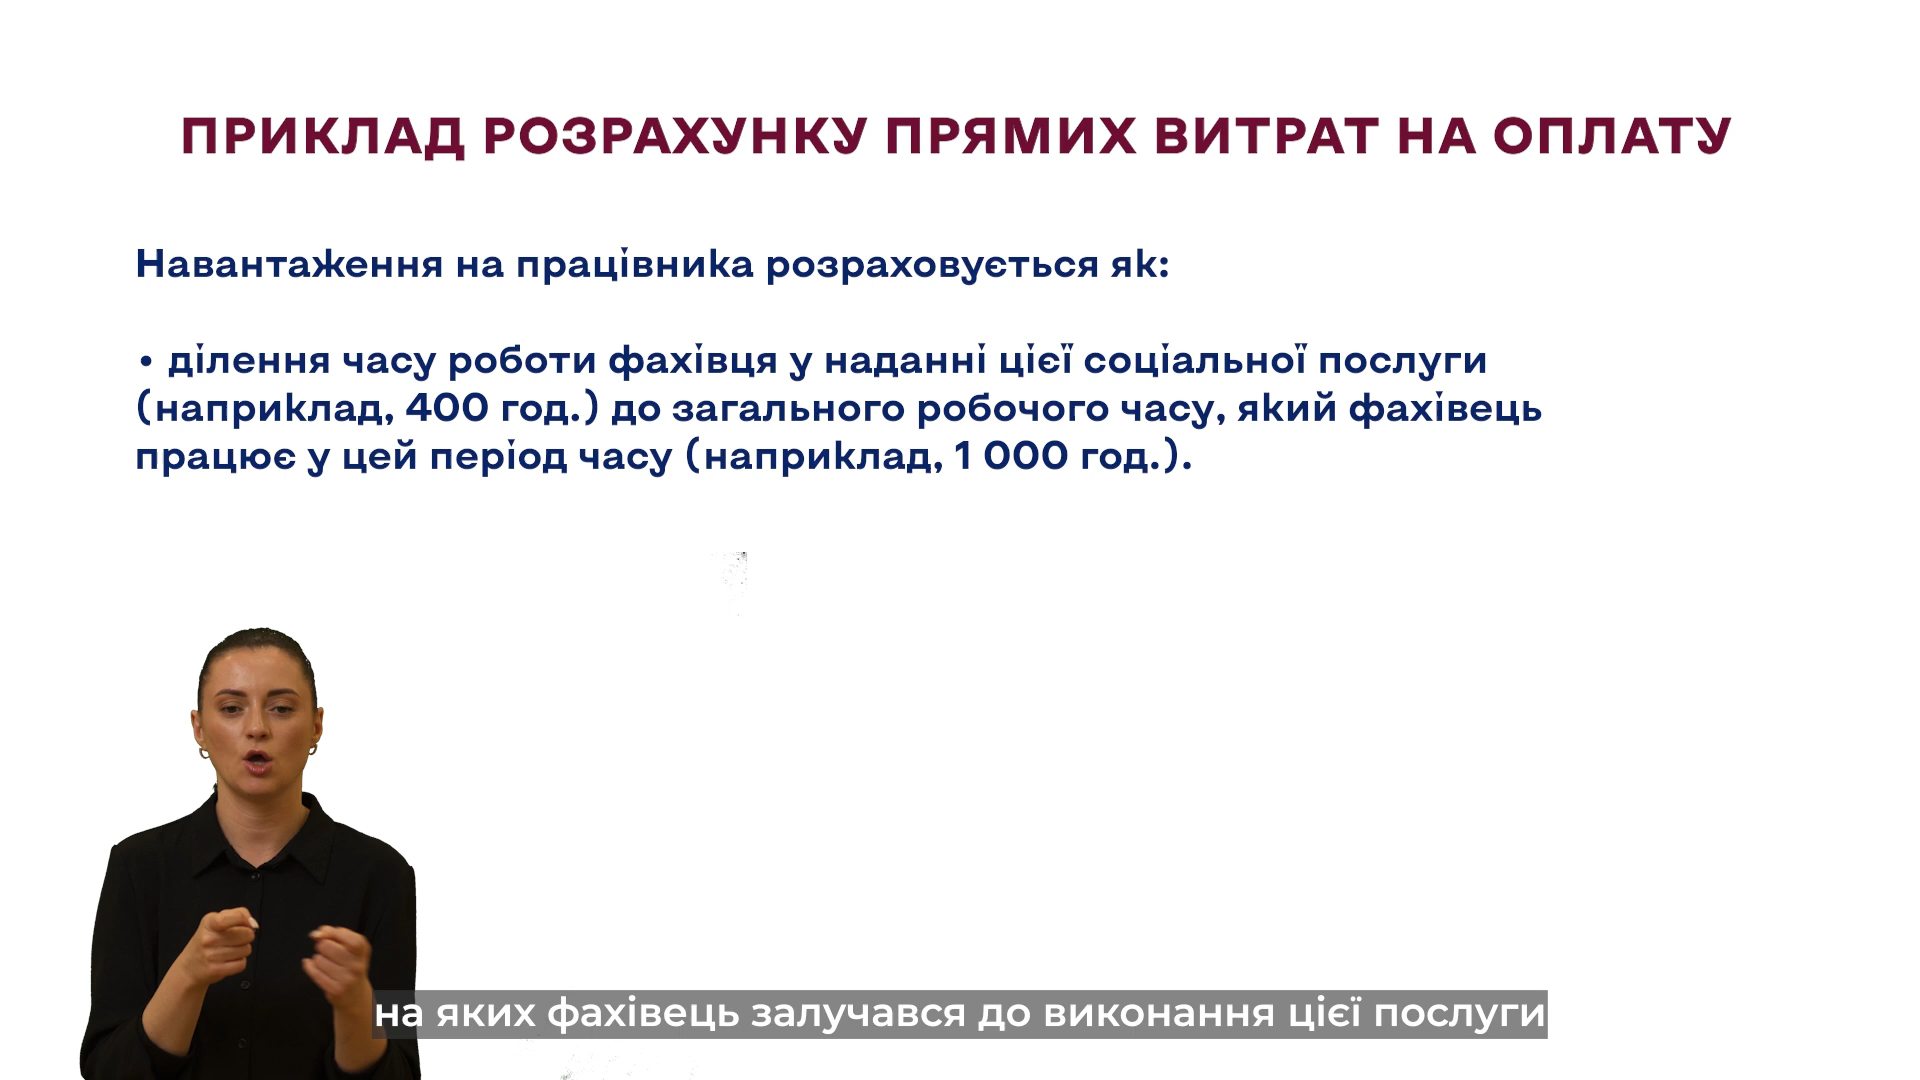 ПРИКЛАД РОЗРАХУНКУ ПРЯМИХ ВИТРАТ НА ОПЛАТУ
Навантаження на працівника розраховується як:
• ділення часу роботи фахівця у наданні цієї соціальної послуги
(наприклад, 400 год.) до загального робочого часу, який фахівець
працює у цей період часу (наприклад, 1 000 год.).
на яких фахівець залучався до виконання цієї послуги